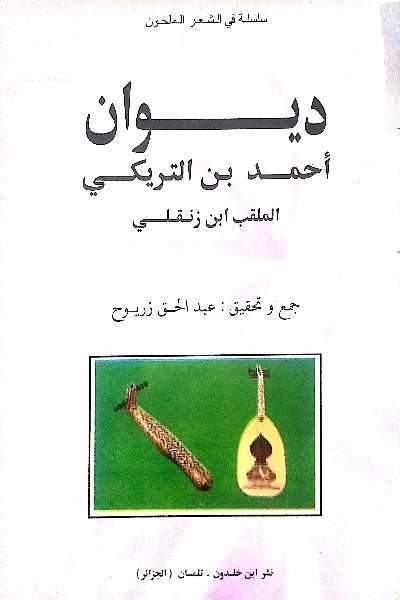 سلسلة في الشعر الملحون
ديوان
أحمد بن التريكي
الملقب ابن زنقلي
جمع و تحقيق : عبد الحق زريوح
نشر ابن خلدون - تلمسان (الجزائر)